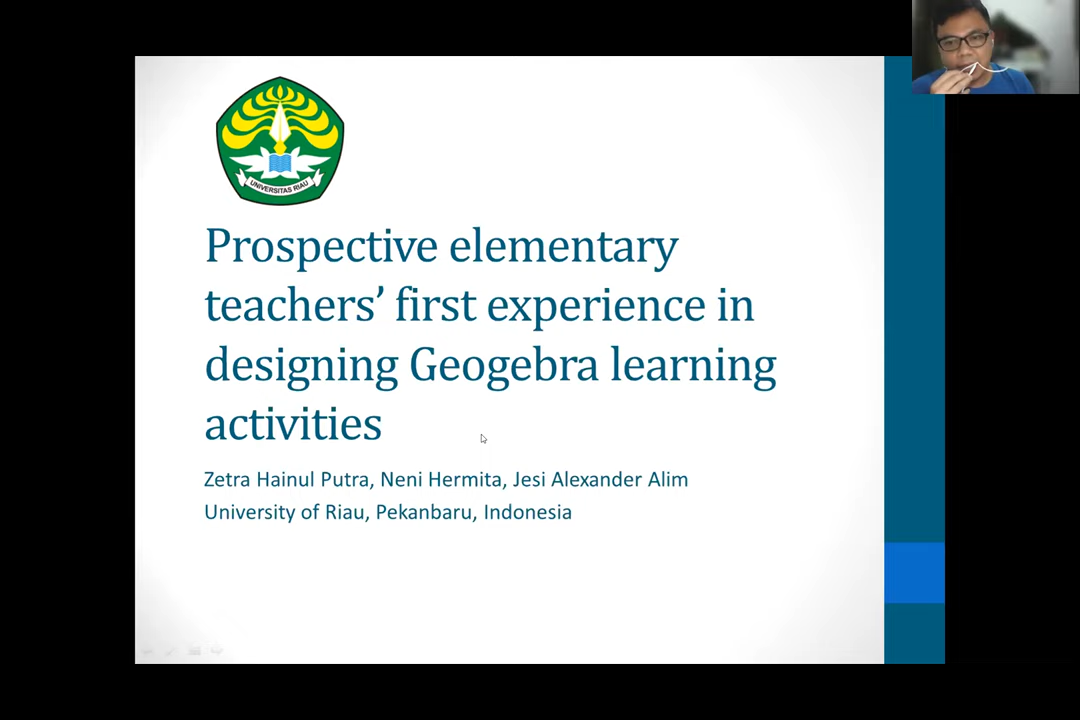 UNIVERSITAS RIAU
Prospective elementary
teachers’ first experience in
designing Geogebra learning
activities
Zetra Hainul Putra, Neni Hermita, Jesi Alexander Alim
University of Riau, Pekanbaru, Indonesia